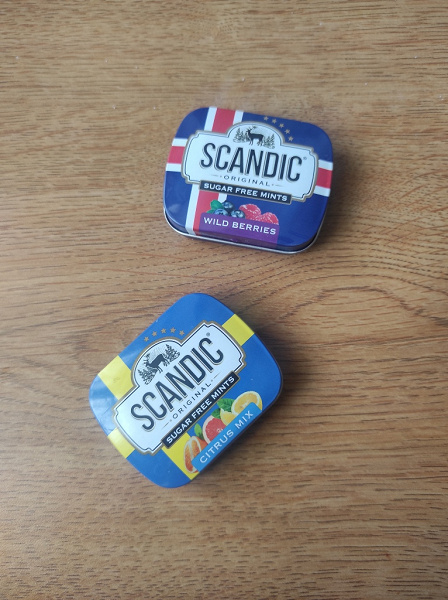 SCANDIC®
ORIGINAL
SUGAR FREE MINTS
WILD BERRIES
SCANDIC®
ORIGINAL
SUGAR FREE MINTS
CITRUS MIX